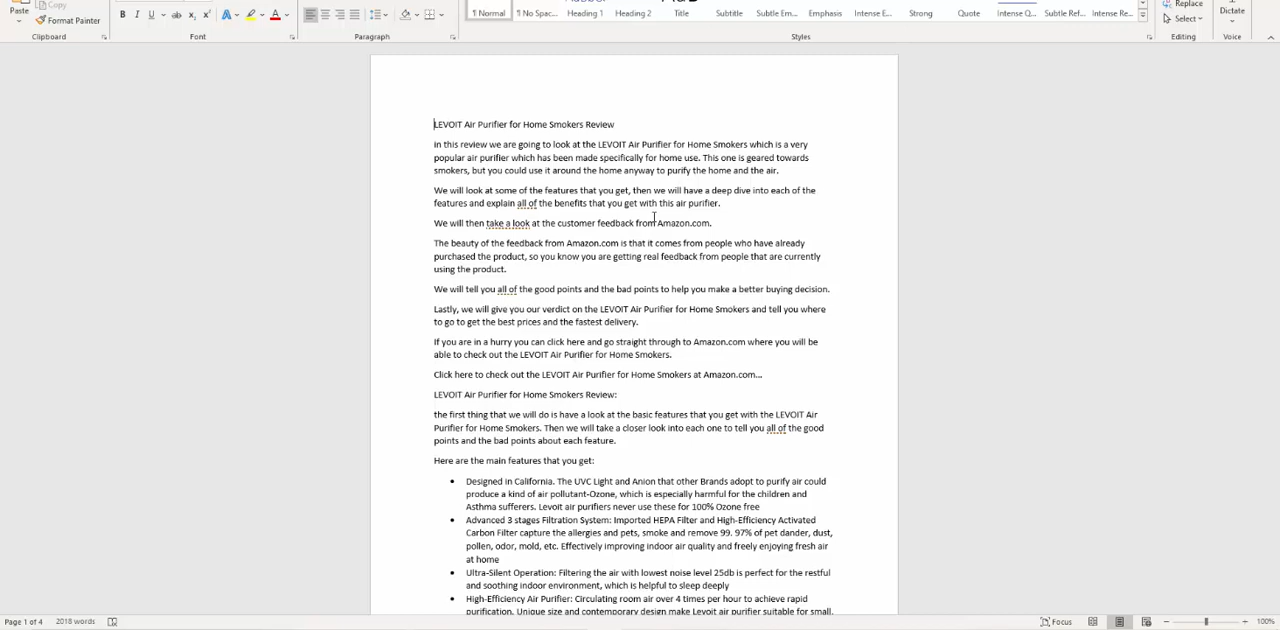 Paste
Copy
Format Painter
Clipboard
B I U ab x₂ x²
A A
Font
Paragraph
¶ Normal
¶ No Spac...
Heading 1
Heading 2
Title
Subtitle
Subtle Em...
Emphasis
Intense E...
Strong
Quote
Intense Q...
Subtle Ref...
Intense Re...
Styles
Replace
Select
Editing
Dictate
Voice
LEVOIT Air Purifier for Home Smokers Review
in this review we are going to look at the LEVOIT Air Purifier for Home Smokers which is a very
popular air purifier which has been made specifically for home use. This one is geared towards
smokers, but you could use it around the home anyway to purify the home and the air.
We will look at some of the features that you get, then we will have a deep dive into each of the
features and explain all of the benefits that you get with this air purifier.
We will then take a look at the customer feedback from Amazon.com.
The beauty of the feedback from Amazon.com is that it comes from people who have already
purchased the product, so you know you are getting real feedback from people that are currently
using the product.
We will tell you all of the good points and the bad points to help you make a better buying decision.
Lastly, we will give you our verdict on the LEVOIT Air Purifier for Home Smokers and tell you where
to go to get the best prices and the fastest delivery.
If you are in a hurry you can click here and go straight through to Amazon.com where you will be
able to check out the LEVOIT Air Purifier for Home Smokers.
Click here to check out the LEVOIT Air Purifier for Home Smokers at Amazon.com...
LEVOIT Air Purifier for Home Smokers Review:
the first thing that we will do is have a look at the basic features that you get with the LEVOIT Air
Purifier for Home Smokers. Then we will take a closer look into each one to tell you all of the good
points and the bad points about each feature.
Here are the main features that you get:
• Designed in California. The UVC Light and Anion that other Brands adopt to purify air could
produce a kind of air pollutant-Ozone, which is especially harmful for the children and
Asthma sufferers. Levoit air purifiers never use these for 100% Ozone free
• Advanced 3 stages Filtration System: Imported HEPA Filter and High-Efficiency Activated
Carbon Filter capture the allergies and pets, smoke and remove 99. 97% of pet dander, dust,
pollen, odor, mold, etc. Effectively improving indoor air quality and freely enjoying fresh air
at home
• Ultra-Silent Operation: Filtering the air with lowest noise level 25db is perfect for the restful
and soothing indoor environment, which is helpful to sleep deeply
• High-Efficiency Air Purifier: Circulating room air over 4 times per hour to achieve rapid
purification. Unique size and contemporary design make Levoit air purifier suitable for small,
Page 1 of 4
2018 words
Focus
100%